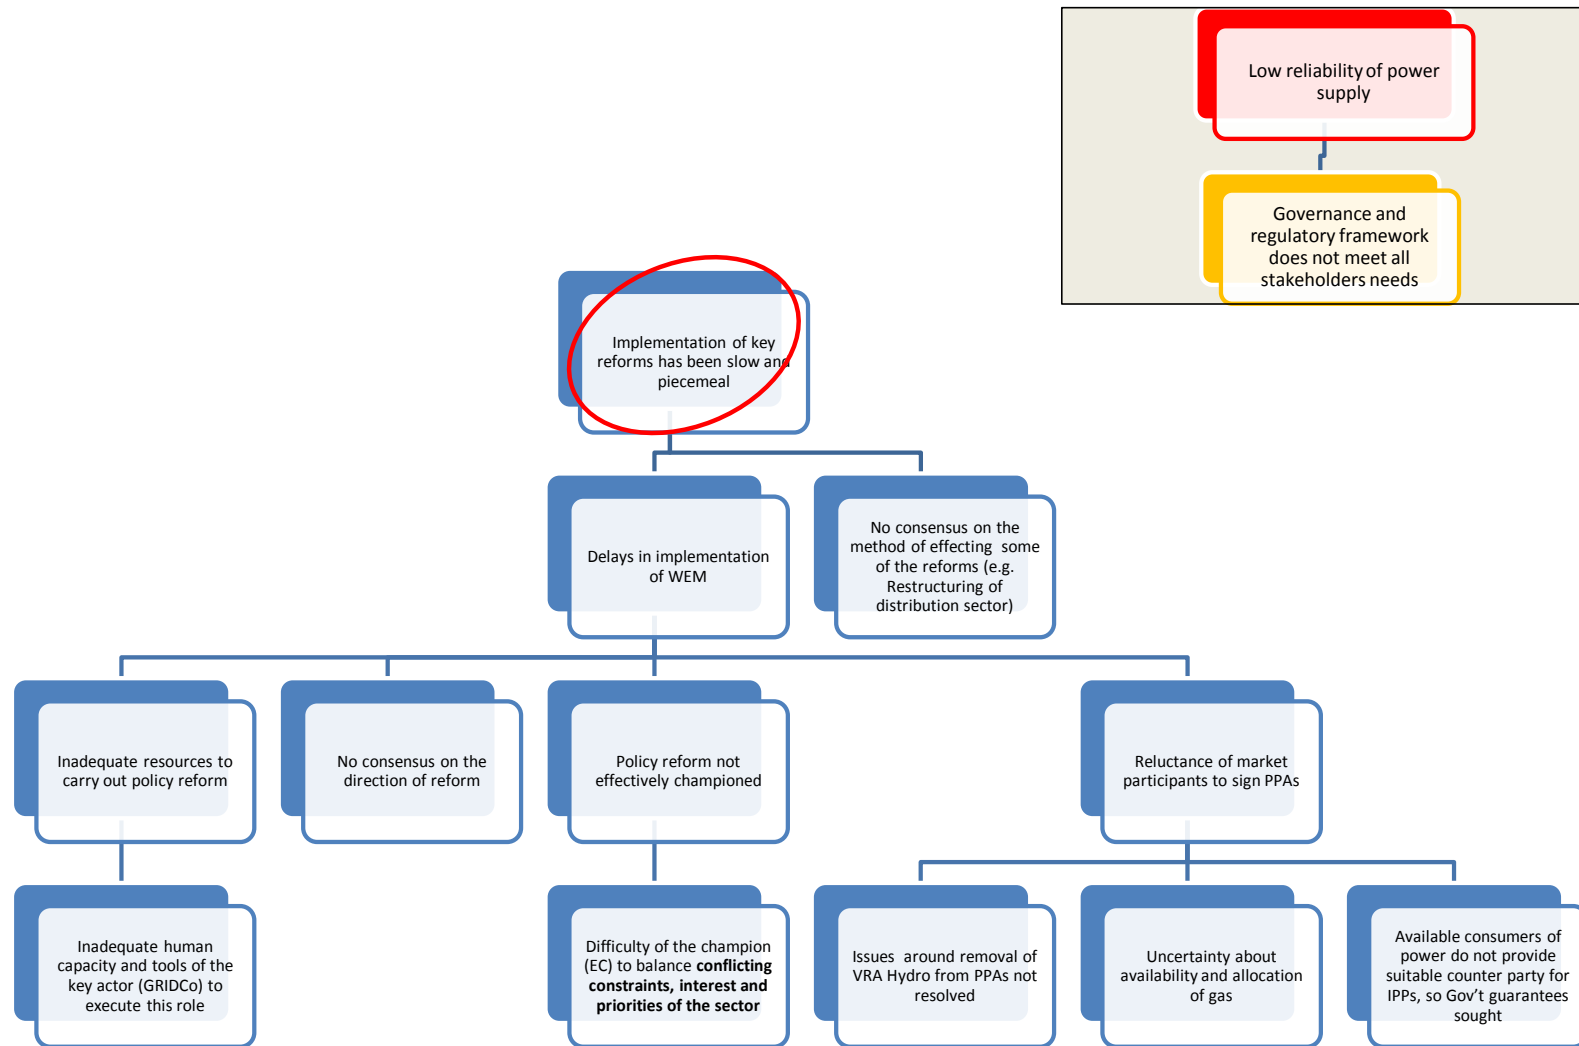 Low reliability of power
supply
Governance and
regulatory framework
does not meet all
stakeholders needs
Implementation of key
reforms has been slow and
piecemeal
Delays in implementation
of WEM
No consensus on the
method of effecting some
of the reforms (e.g.
Restructuring of
distribution sector)
Inadequate resources to
carry out policy reform
No consensus on the
direction of reform
Policy reform not
effectively championed
Reluctance of market
participants to sign PPAs
Inadequate human
capacity and tools of the
key actor (GRIDCo) to
execute this role
Difficulty of the champion
(EC) to balance conflicting
constraints, interest and
priorities of the sector
Issues around removal of
VRA Hydro from PPAs not
resolved
Uncertainty about
availability and allocation
of gas
Available consumers of
power do not provide
suitable counter party for
IPPs, so Gov’t guarantees
sought